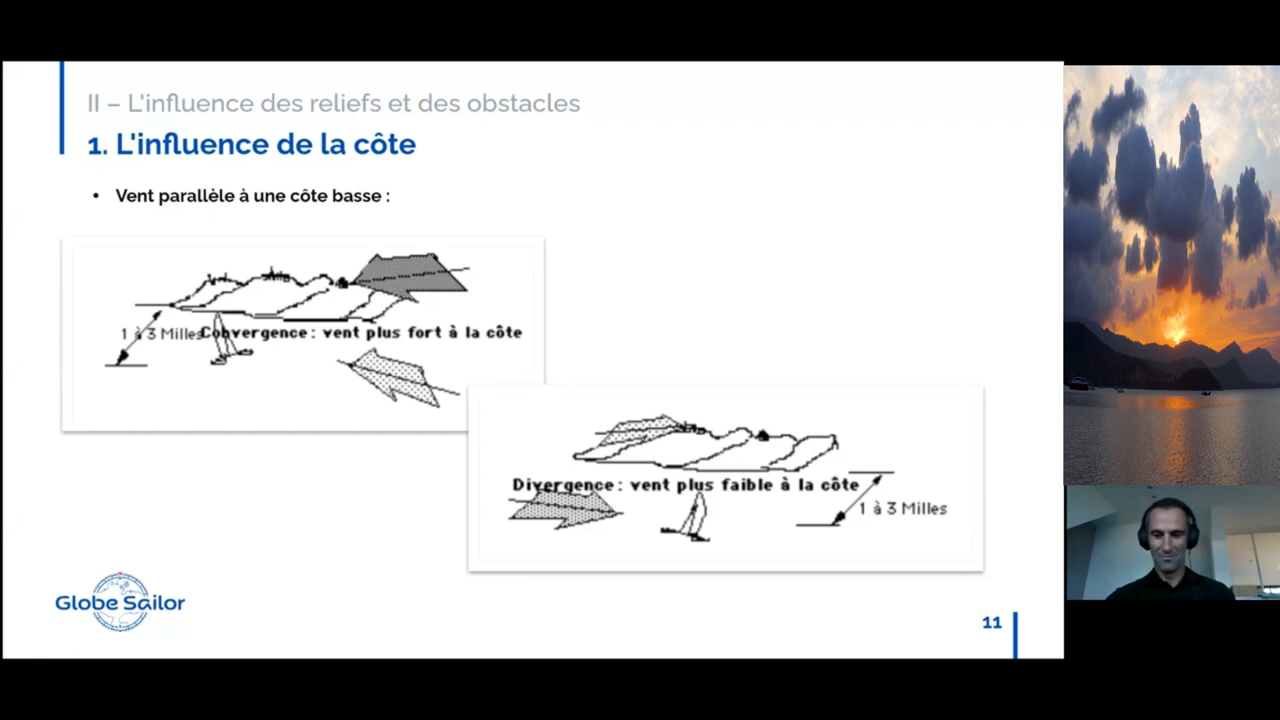 II – L'influence des reliefs et des obstacles
1. L'influence de la côte
• Vent parallèle à une côte basse :
1 à 3 Milles
Convergence : vent plus fort à la côte
Divergence : vent plus faible à la côte
1 à 3 Milles
Globe Sailor
11